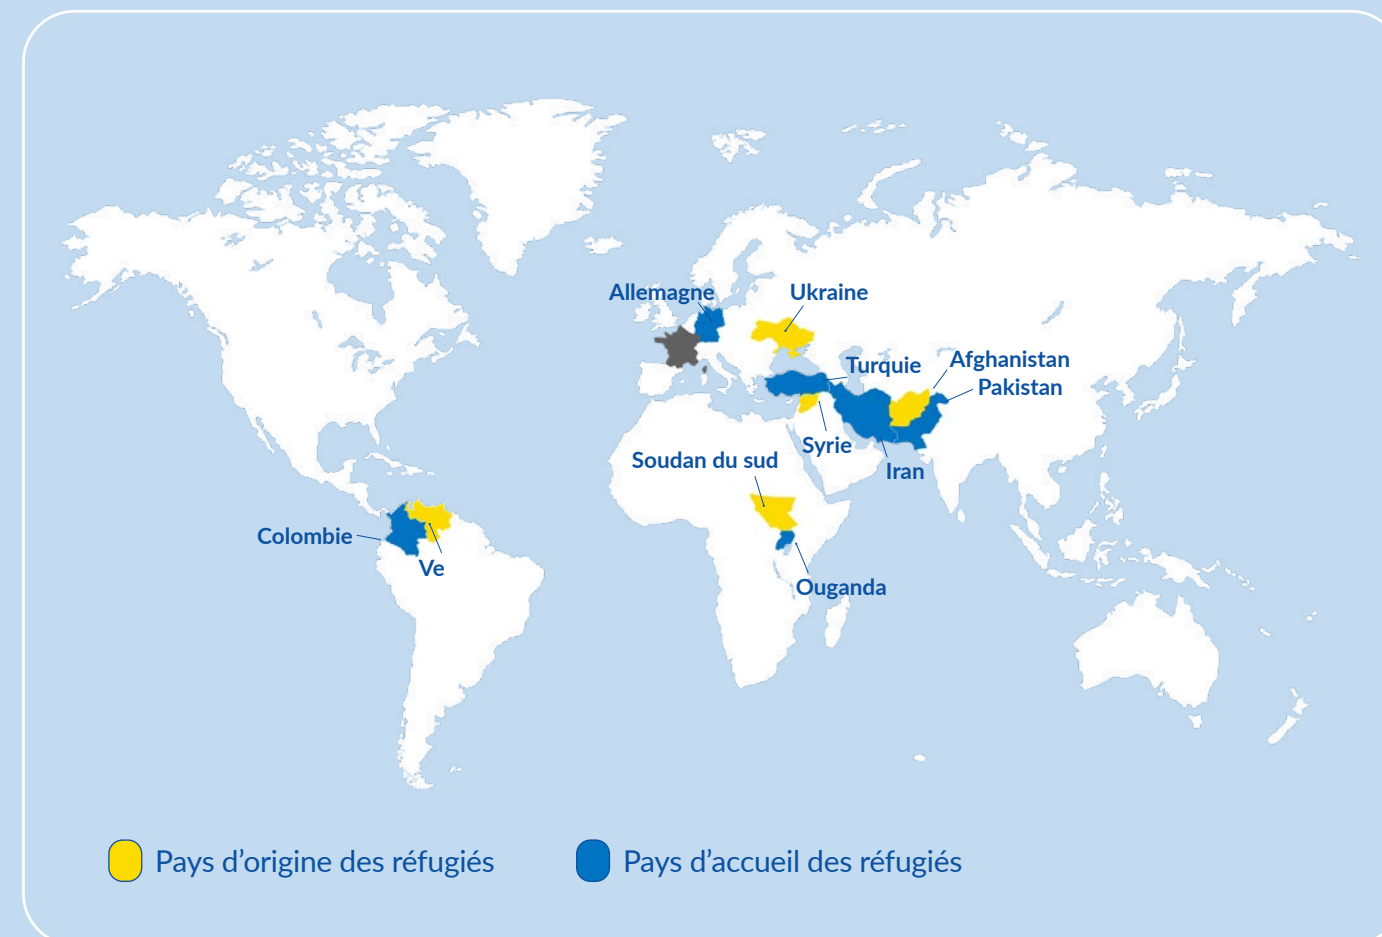 Allemagne
Ukraine
Turquie
Afghanistan
Pakistan
Syrie
Soudan du sud
Iran
Colombie
Ve
Ouganda
Pays d’origine des réfugiés
Pays d’accueil des réfugiés